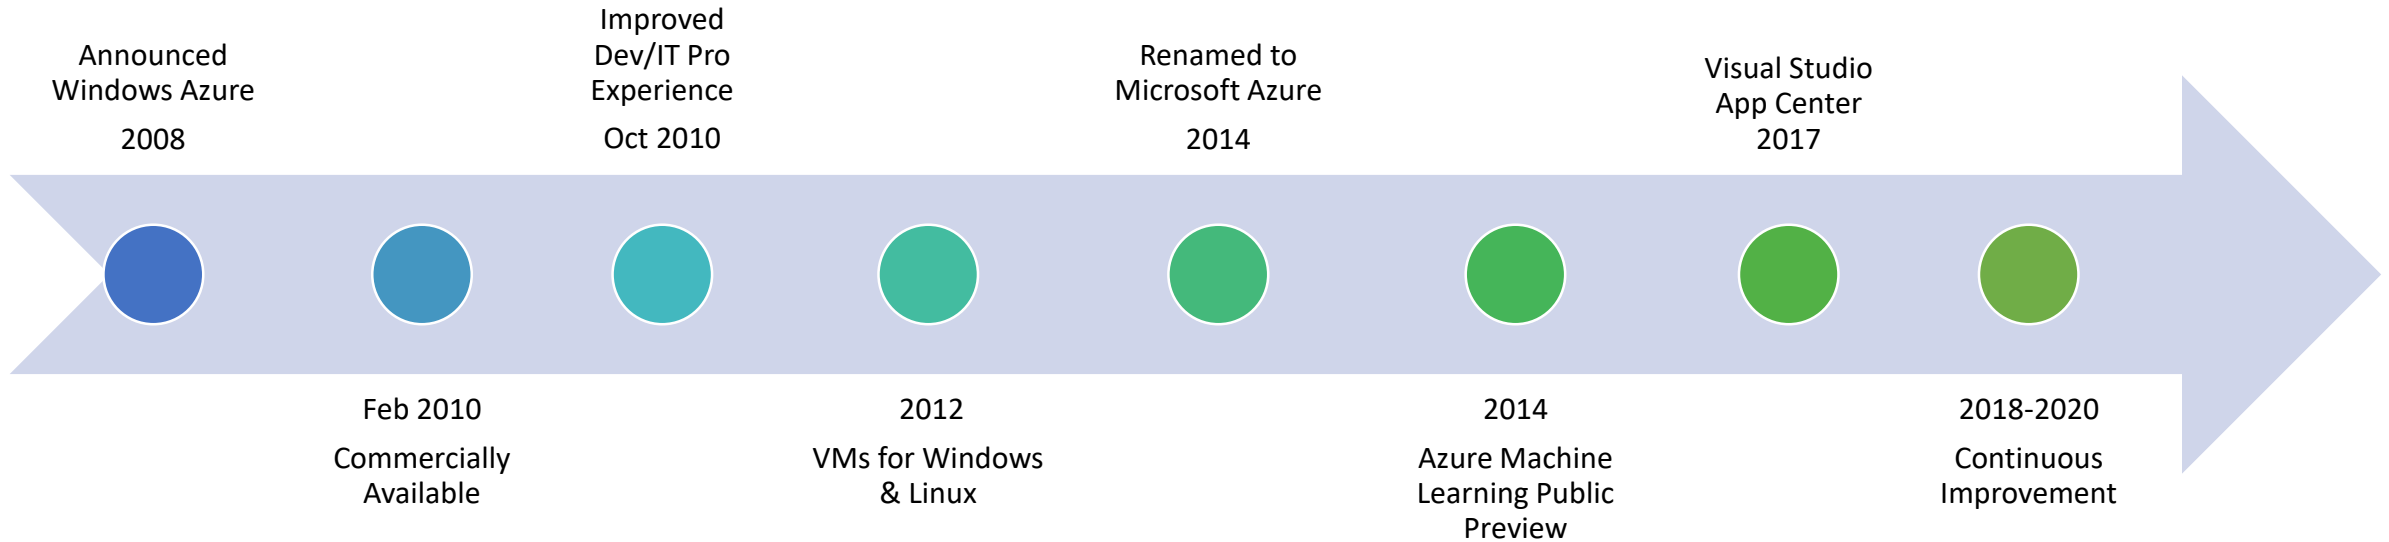 Announced
Windows Azure
2008
Feb 2010
Commercially
Available
Improved
Dev/IT Pro
Experience
Oct 2010
2012
VMs for Windows
& Linux
Renamed to
Microsoft Azure
2014
2014
Azure Machine
Learning Public
Preview
Visual Studio
App Center
2017
2018-2020
Continuous
Improvement